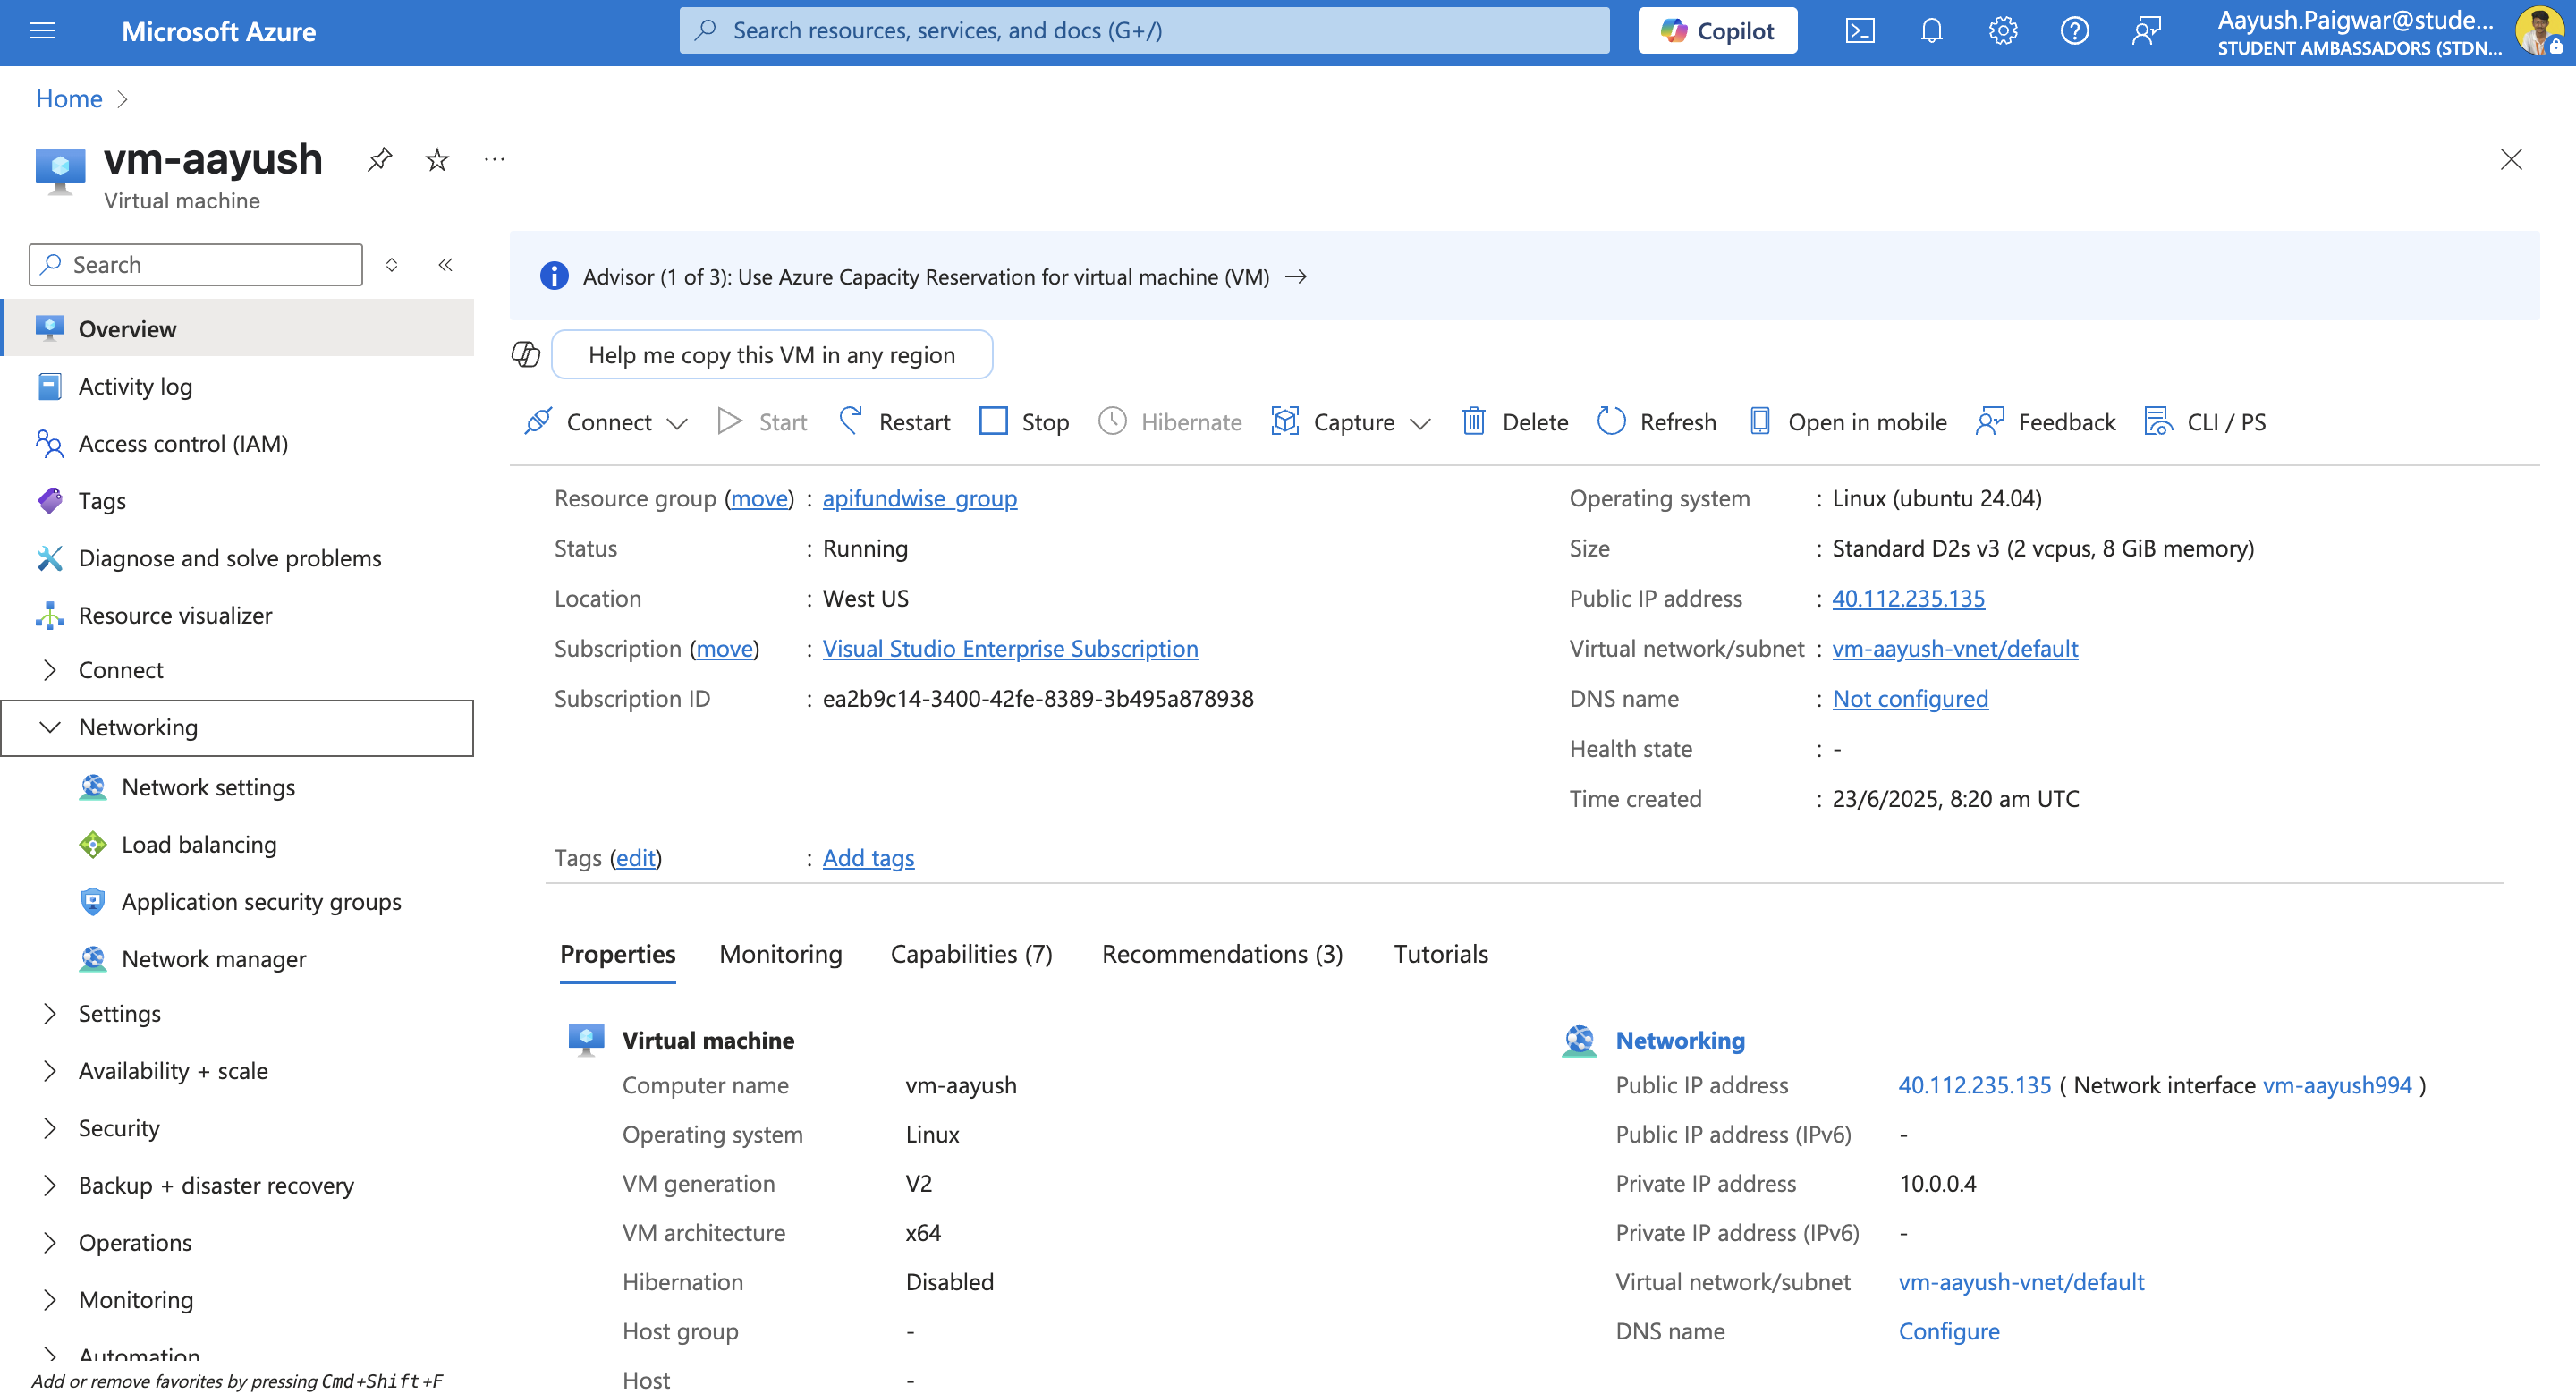 Microsoft Azure
Search resources, services, and docs (G+/)
Copilot
Aayush.Paigwar@stude...
STUDENT AMBASSADORS (STDN...
Home
vm-aayush
Virtual machine
Search
Overview
Activity log
Access control (IAM)
Tags
Diagnose and solve problems
Resource visualizer
Connect
Networking
Network settings
Load balancing
Application security groups
Network manager
Settings
Availability + scale
Security
Backup + disaster recovery
Operations
Monitoring
Automation
Add or remove favorites by pressing Cmd+Shift+F
Advisor (1 of 3): Use Azure Capacity Reservation for virtual machine (VM) →
Help me copy this VM in any region
Connect Start Restart Stop Hibernate Capture Delete Refresh Open in mobile Feedback CLI / PS
Resource group (move) : apifundwise_group
Status : Running
Location : West US
Subscription (move) : Visual Studio Enterprise Subscription
Subscription ID : ea2b9c14-3400-42fe-8389-3b495a878938
Operating system : Linux (ubuntu 24.04)
Size : Standard D2s v3 (2 vcpus, 8 GiB memory)
Public IP address : 40.112.235.135
Virtual network/subnet : vm-aayush-vnet/default
DNS name : Not configured
Health state : -
Time created : 23/6/2025, 8:20 am UTC
Tags (edit) : Add tags
Properties Monitoring Capabilities (7) Recommendations (3) Tutorials
Virtual machine
Computer name vm-aayush
Operating system Linux
VM generation V2
VM architecture x64
Hibernation Disabled
Host group -
Host -
Networking
Public IP address 40.112.235.135 ( Network interface vm-aayush994 )
Public IP address (IPv6) -
Private IP address 10.0.0.4
Private IP address (IPv6) -
Virtual network/subnet vm-aayush-vnet/default
DNS name Configure